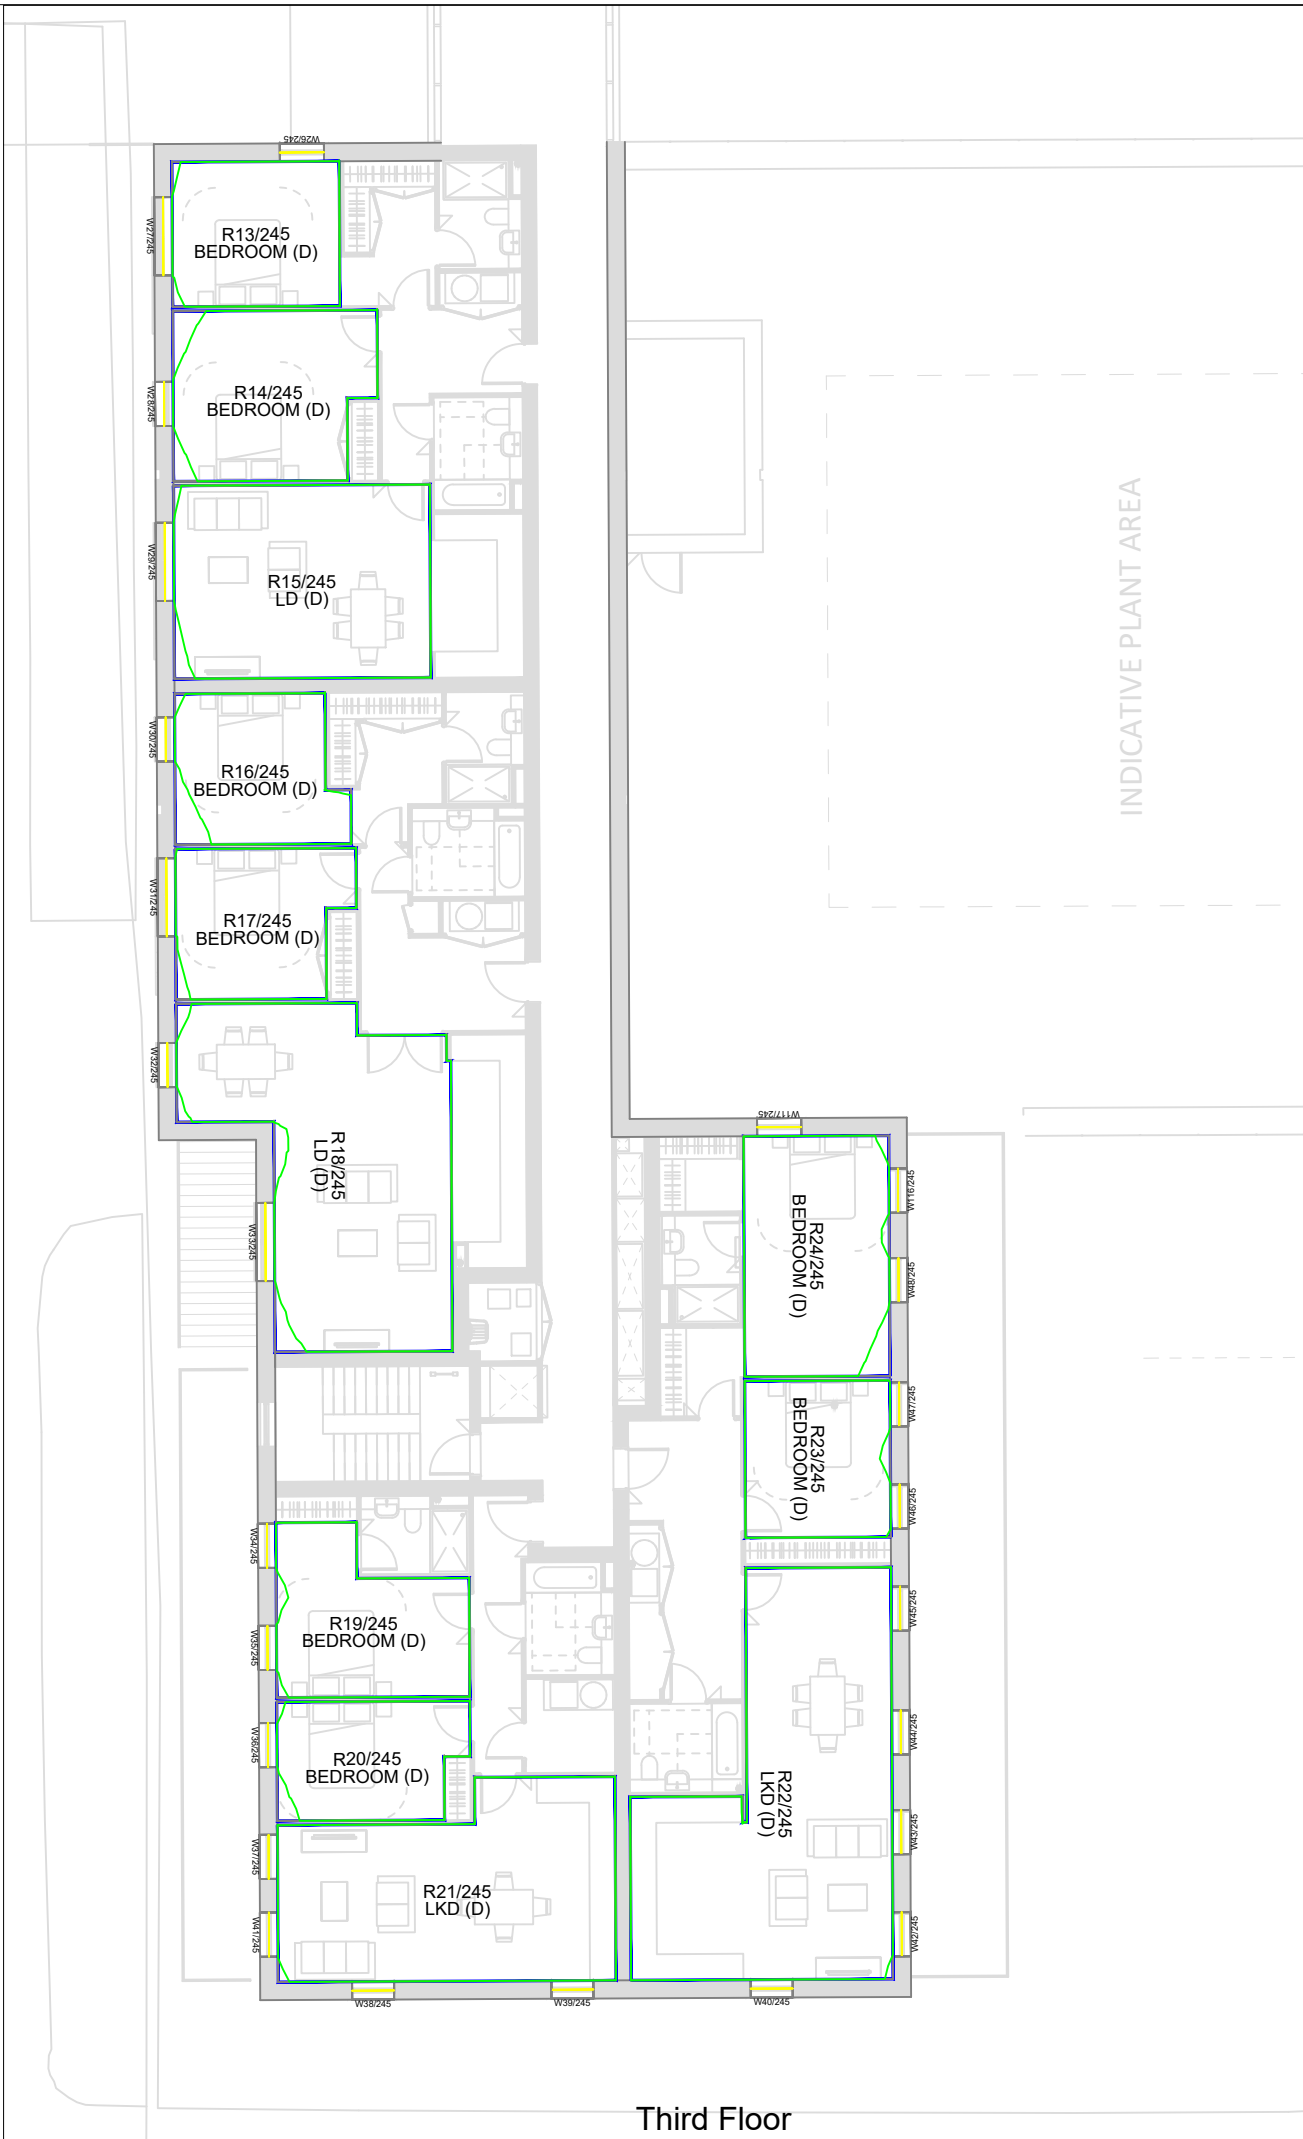 W26/245
W27/245
R13/245
BEDROOM (D)
W28/245
R14/245
BEDROOM (D)
W29/245
R15/245
LD (D)
INDICATIVE PLANT AREA
W30/245
R16/245
BEDROOM (D)
W31/245
R17/245
BEDROOM (D)
W32/245
R18/245
LD (D)
W33/245
W117/245
W116/245
R24/245
BEDROOM (D)
W48/245
W47/245
R23/245
BEDROOM (D)
W46/245
W34/245
R19/245
BEDROOM (D)
W35/245
W45/245
W36/245
R20/245
BEDROOM (D)
W44/245
R22/245
LKD (D)
W43/245
W37/245
R21/245
LKD (D)
W41/245
W42/245
W38/245
W39/245
W40/245
Third Floor